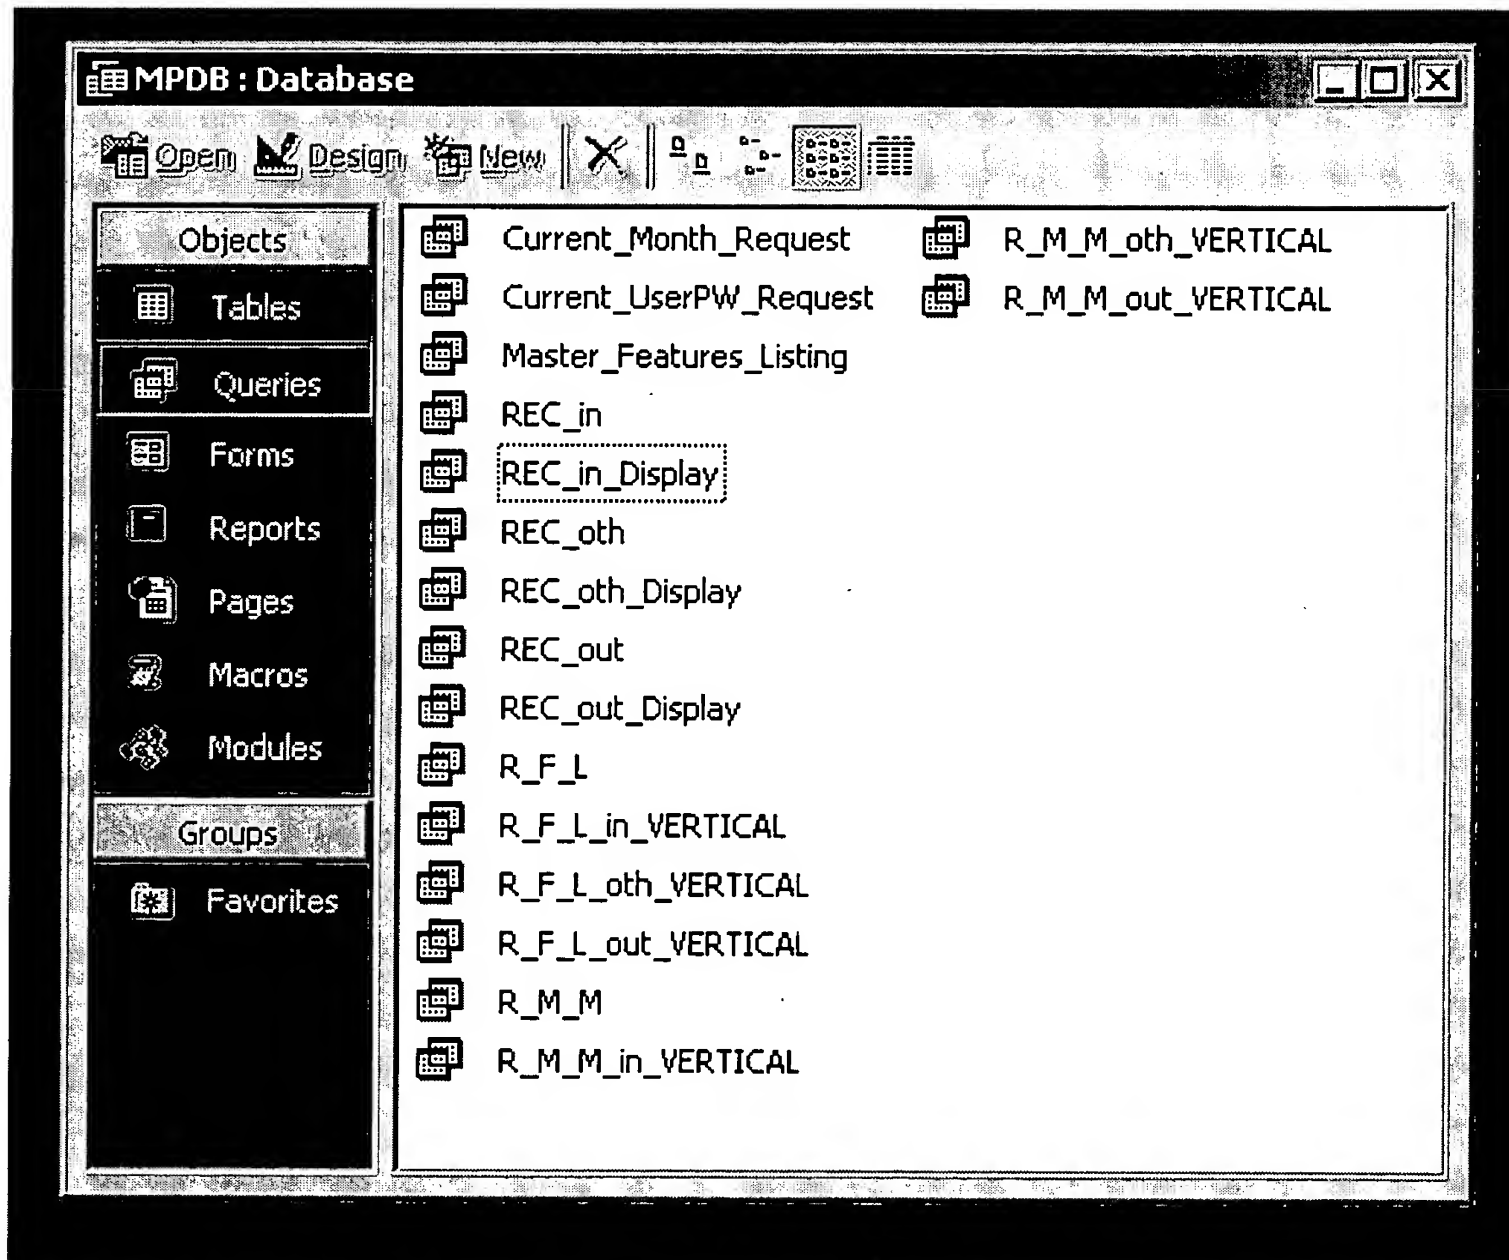 MPDB : Database
Open Design New
Objects
Tables
Queries
Forms
Reports
Pages
Macros
Modules
Groups
Favorites
Current_Month_Request
Current_UserPW_Request
Master_Features_Listing
REC_in
REC_in_Display
REC_oth
REC_oth_Display
REC_out
REC_out_Display
R_F_L
R_F_L_in_VERTICAL
R_F_L_oth_VERTICAL
R_F_L_out_VERTICAL
R_M_M
R_M_M_in_VERTICAL
R_M_M_oth_VERTICAL
R_M_M_out_VERTICAL